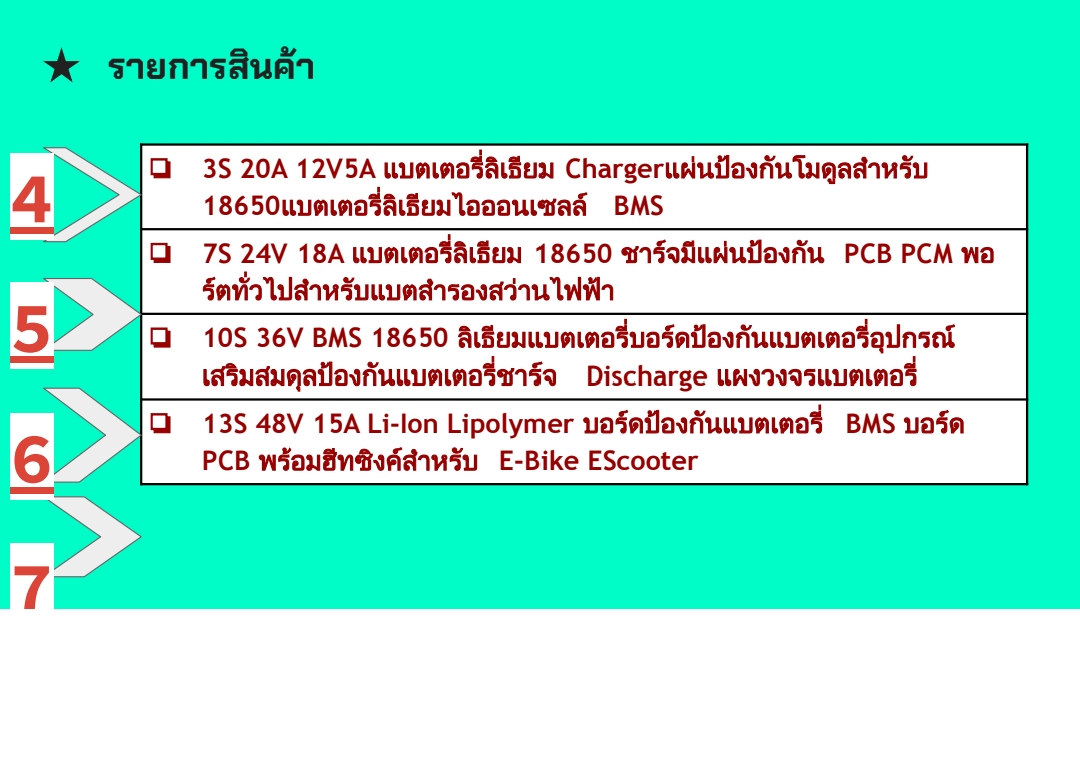 ★ รายการสินค้า
4
❏ 3S 20A 12V5A แบตเตอรี่ลิเธียม Chargerแผ่นป้องกันโมดูลสำหรับ
18650แบตเตอรี่ลิเธียมไอออนเซลล์ BMS
5
❏ 7S 24V 18A แบตเตอรี่ลิเธียม 18650 ชาร์จมีแผ่นป้องกัน PCB PCM พอ
ร์ตทั่วไปสำหรับแบตสำรองสว่านไฟฟ้า
6
❏ 10S 36V BMS 18650 ลิเธียมแบตเตอรี่บอร์ดป้องกันแบตเตอรี่อุปกรณ์
เสริมสมดุลป้องกันแบตเตอรี่ชาร์จ Discharge แผงวงจรแบตเตอรี่
7
❏ 13S 48V 15A Li-Ion Lipolymer บอร์ดป้องกันแบตเตอรี่ BMS บอร์ด
PCB พร้อมฮีทซิงค์สำหรับ E-Bike EScooter